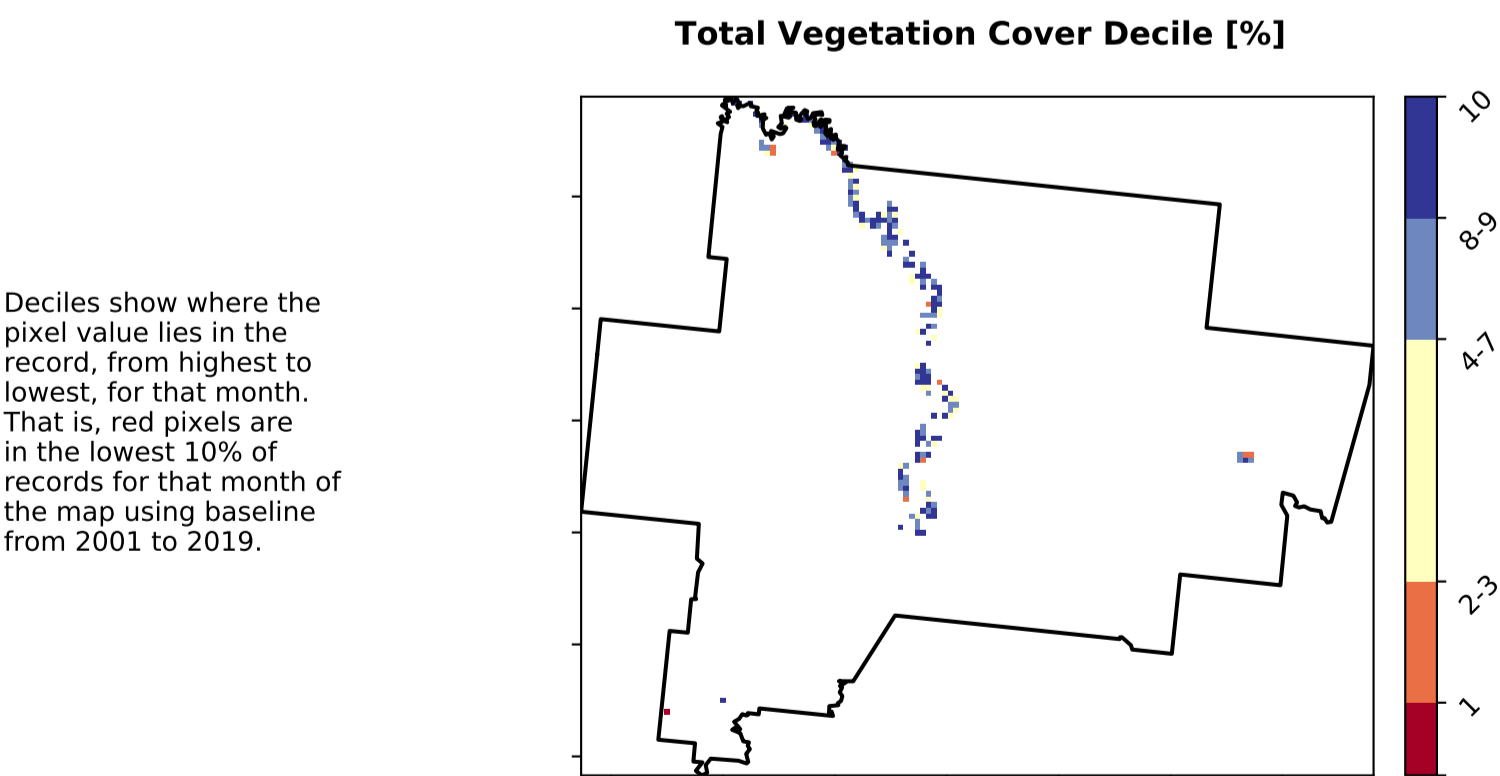 Total Vegetation Cover Decile [%]
Deciles show where the
pixel value lies in the
record, from highest to
lowest, for that month.
That is, red pixels are
in the lowest 10% of
records for that month of
the map using baseline
from 2001 to 2019.
10
8-9
4-7
2-3
1